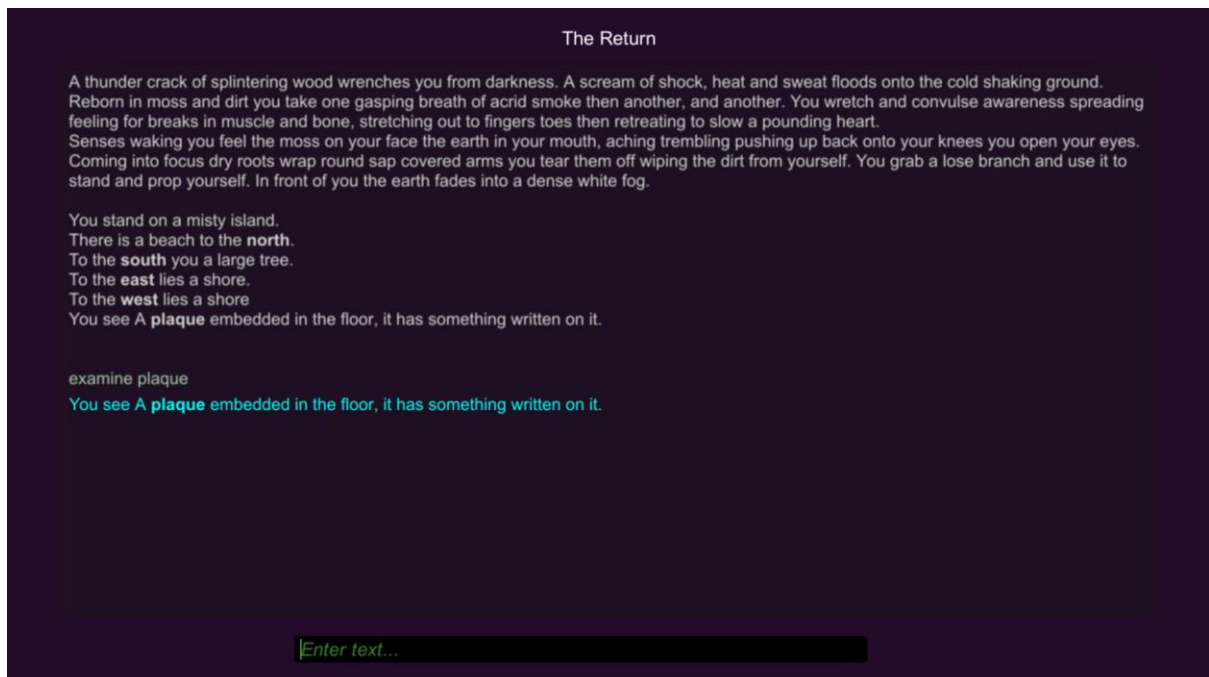 The Return
A thunder crack of splintering wood wrenches you from darkness. A scream of shock, heat and sweat floods onto the cold shaking ground.
Reborn in moss and dirt you take one gasping breath of acrid smoke then another, and another. You wretch and convulse awareness spreading
feeling for breaks in muscle and bone, stretching out to fingers toes then retreating to slow a pounding heart.
Senses waking you feel the moss on your face the earth in your mouth, aching trembling pushing up back onto your knees you open your eyes.
Coming into focus dry roots wrap round sap covered arms you tear them off wiping the dirt from yourself. You grab a lose branch and use it to
stand and prop yourself. In front of you the earth fades into a dense white fog.
You stand on a misty island.
There is a beach to the north.
To the south you a large tree.
To the east lies a shore.
To the west lies a shore
You see A plaque embedded in the floor, it has something written on it.
examine plaque
You see A plaque embedded in the floor, it has something written on it.
Enter text...